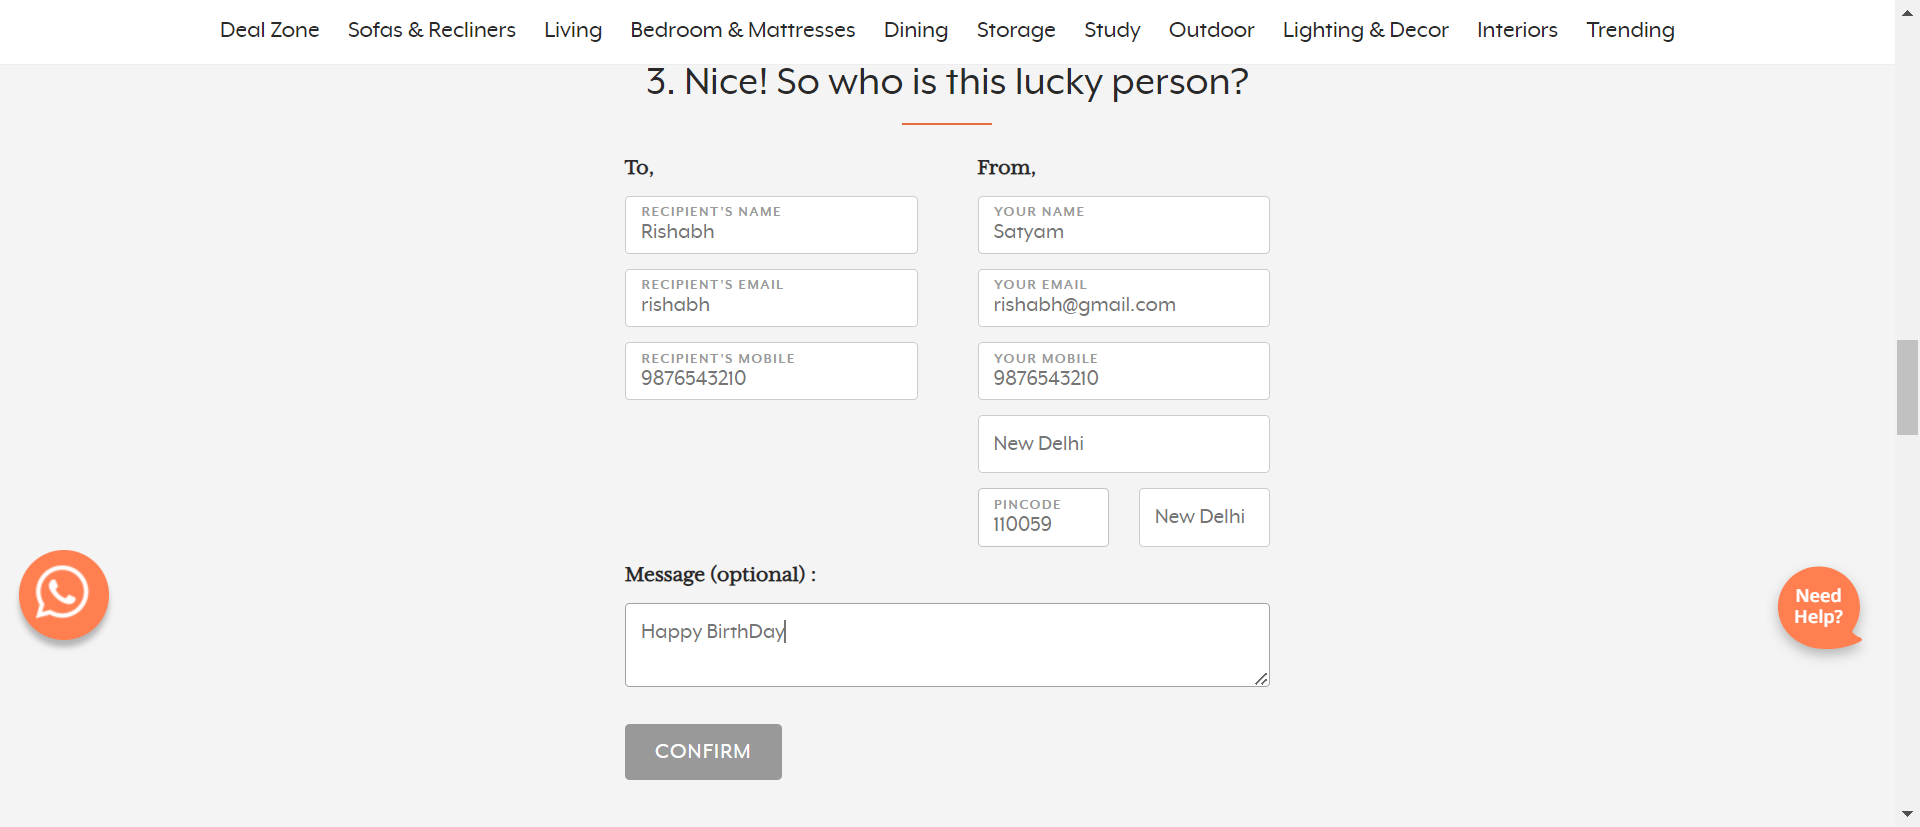 Deal Zone Sofas & Recliners Living Bedroom & Mattresses Dining Storage Study Outdoor Lighting & Decor Interiors Trending
3. Nice! So who is this lucky person?
To,
RECIPIENT'S NAME
Rishabh
RECIPIENT'S EMAIL
rishabh
RECIPIENT'S MOBILE
9876543210
From,
YOUR NAME
Satyam
YOUR EMAIL
rishabh@gmail.com
YOUR MOBILE
9876543210
New Delhi
PINCODE
110059
New Delhi
Message (optional) :
Happy BirthDay
CONFIRM
Need
Help?